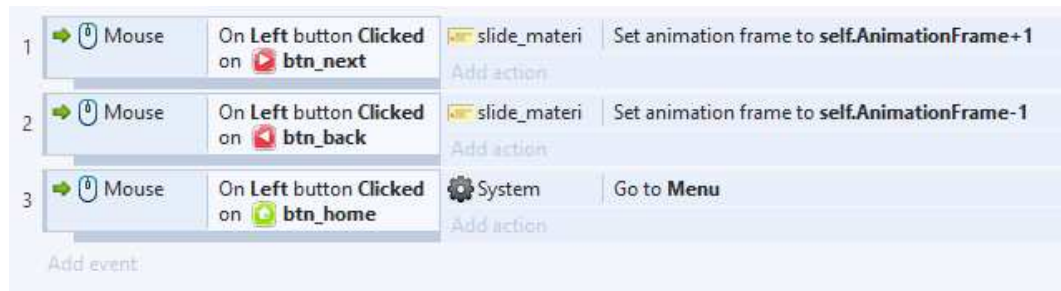 1 Mouse On Left button Clicked slide_materi Set animation frame to self.AnimationFrame+1
on btn_next Add action
2 Mouse On Left button Clicked slide_materi Set animation frame to self.AnimationFrame-1
on btn_back Add action
3 Mouse On Left button Clicked System Go to Menu
on btn_home Add action
Add event